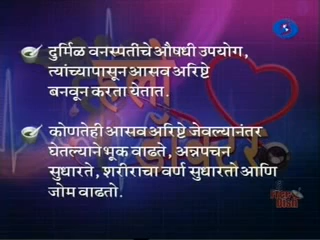 दुर्मिळ वनस्पतीचे औषधी उपयोग,
त्यांच्यापासून आसव अरिष्टे
बनवून करता येतात.
कोणतेही आसव अरिष्टे जेवल्यानंतर
घेतल्याने भूक वाढते, अन्नपचन
सुधारते, शरीराचा वर्ण सुधारतो आणि
जोम वाढतो.